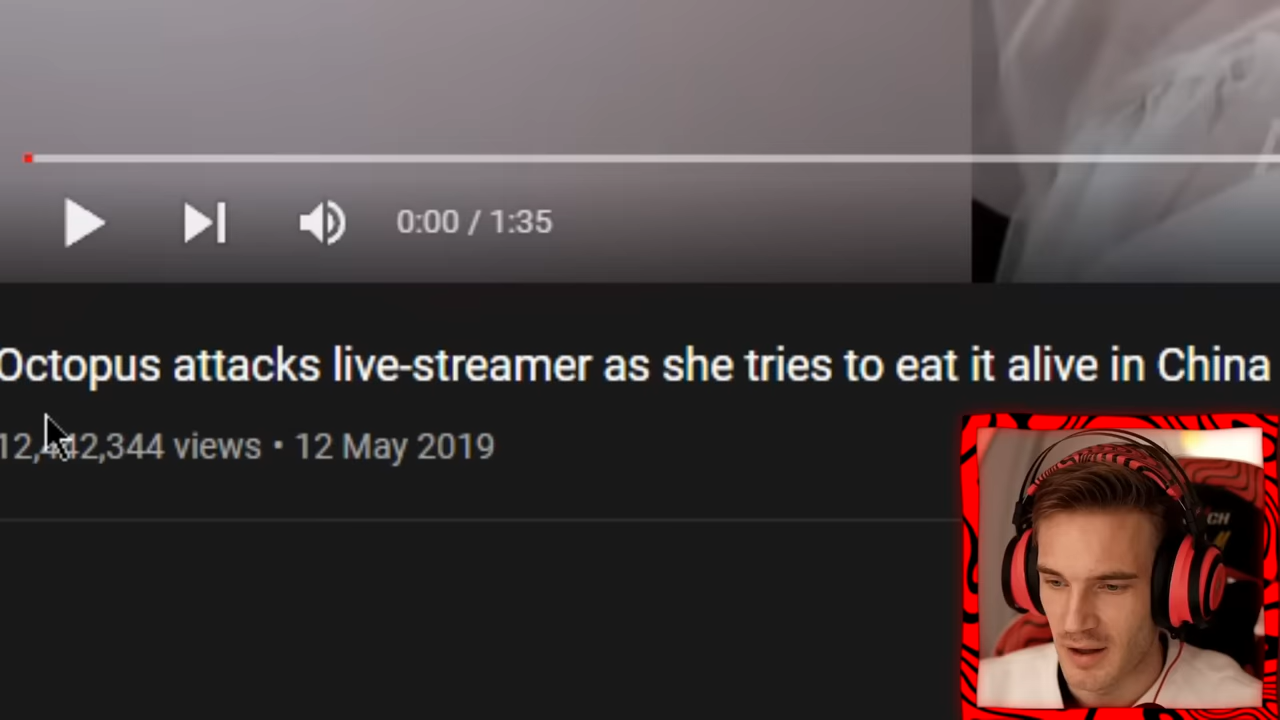 0:00 / 1:35
Octopus attacks live-streamer as she tries to eat it alive in China
views • 12 May 2019
CH